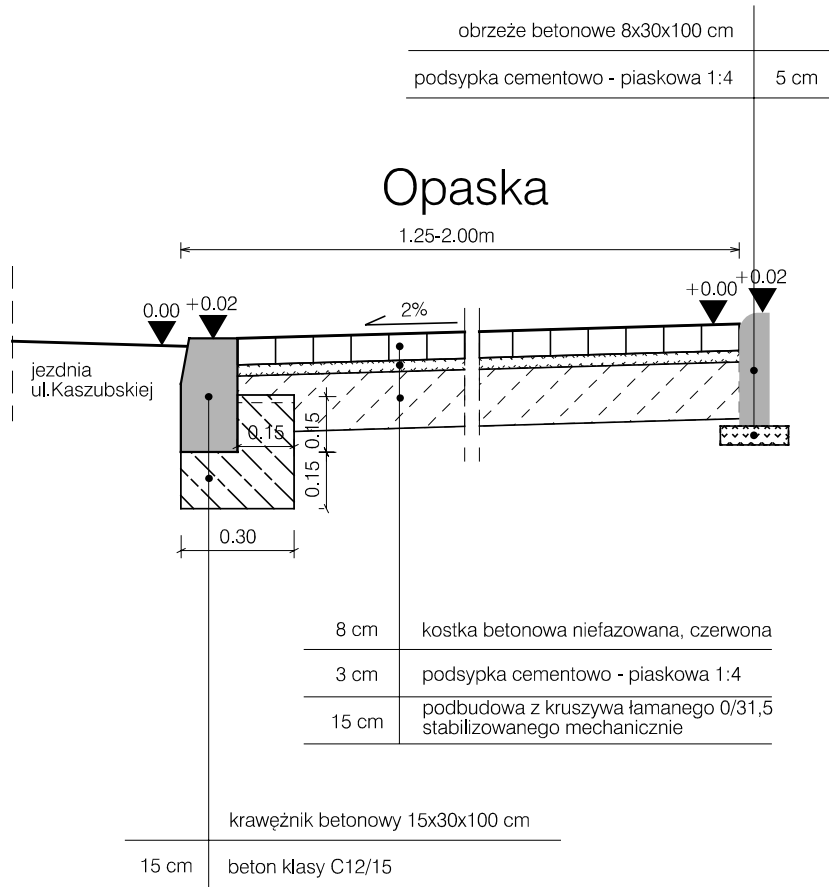 obrzeże betonowe 8x30x100 cm
podsypka cementowo - piaskowa 1:4 5 cm
Opaska
1.25-2.00m
0.00 +0.02 2% +0.00 +0.02
jezdnia
ul.Kaszubskiej
0.15 0.15
0.15
0.30
8 cm kostka betonowa niefazowana, czerwona
3 cm podsypka cementowo - piaskowa 1:4
15 cm podbudowa z kruszywa łamanego 0/31,5
stabilizowanego mechanicznie
krawężnik betonowy 15x30x100 cm
15 cm beton klasy C12/15